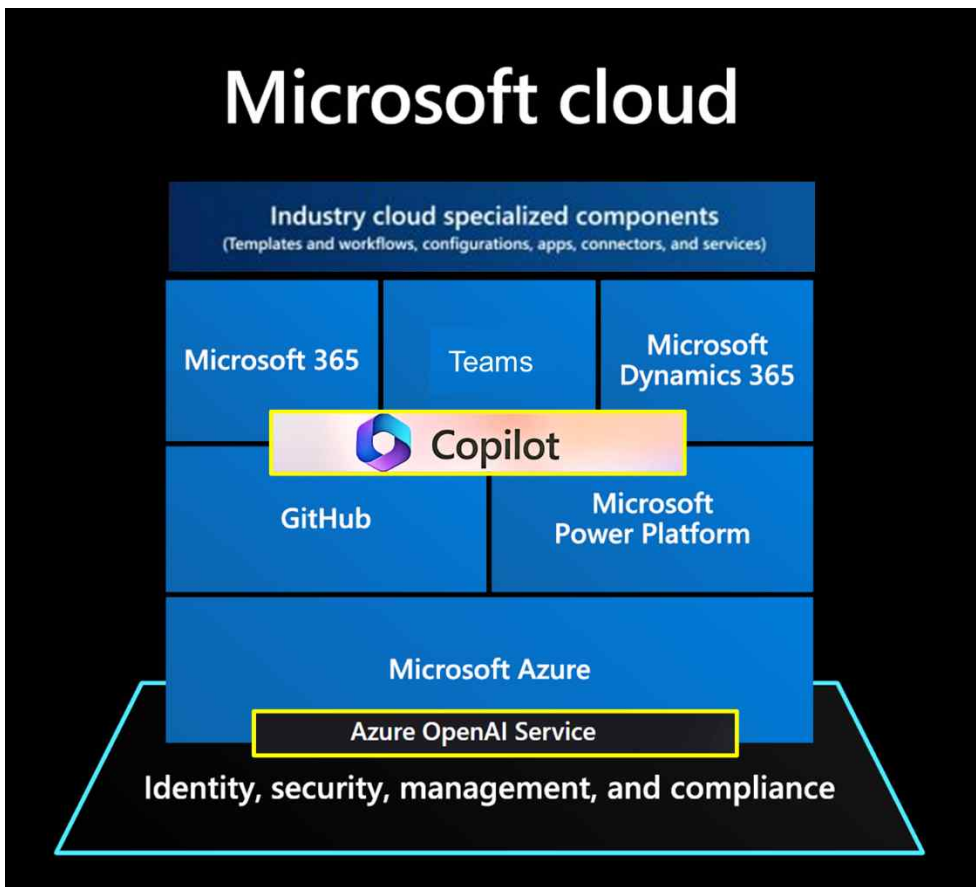 Microsoft cloud
Industry cloud specialized components
(Templates and workflows, configurations, apps, connectors, and services)
Microsoft 365
Teams
Microsoft
Dynamics 365
Copilot
GitHub
Microsoft
Power Platform
Microsoft Azure
Azure OpenAI Service
Identity, security, management, and compliance